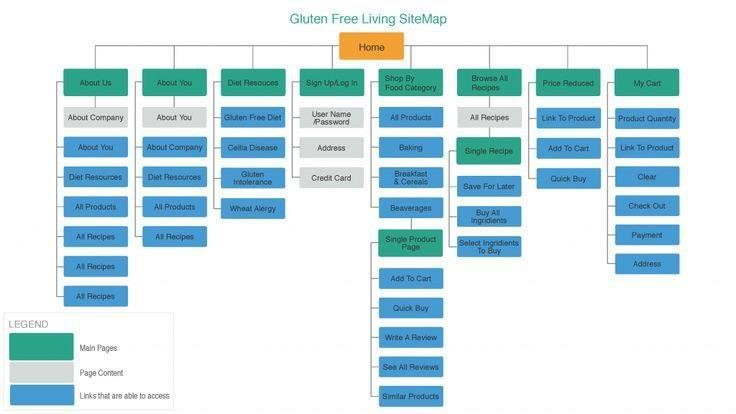 Gluten Free Living SiteMap
Home
About Us
About You
Diet Resouces
Sign Up/Log In
Shop By
Food Category
Browse All
Recipes
Price Reduced
My Cart
About Company
About You
Diet Resources
All Products
All Recipes
All Recipes
All Recipes
About You
About Company
Diet Resources
All Products
All Recipes
Gluten Free Diet
Cellia Disease
Gluten
Intolerance
Wheat Alergy
User Name
/Password
Address
Credit Card
All Products
Baking
Breakfast
& Cereals
Beaverages
Single Product
Page
Add To Cart
Quick Buy
Write A Review
See All Reviews
Similar Products
All Recipes
Single Recipe
Save For Later
Buy All
Ingridients
Select Ingridients
To Buy
Link To Product
Add To Cart
Quick Buy
Product Quantity
Link To Product
Clear
Check Out
Payment
Address
LEGEND
Main Pages
Page Content
Links that are able to access